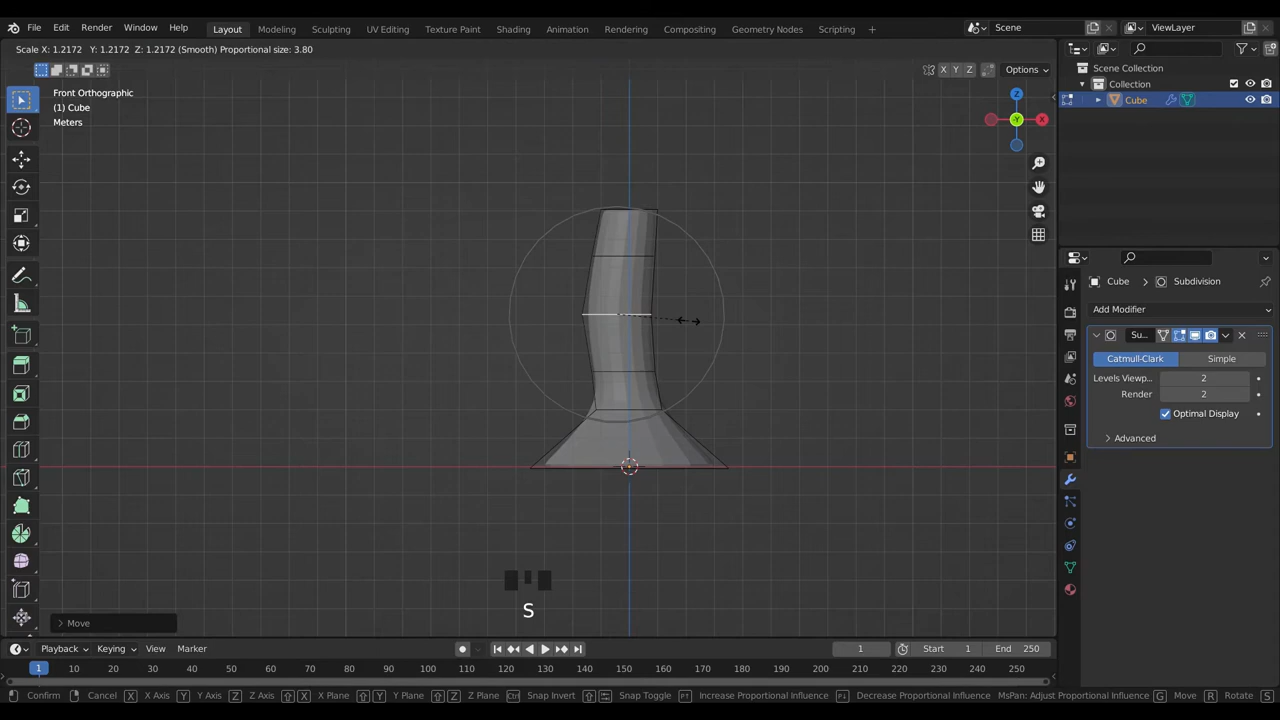 File Edit Render Window Help Layout Modeling Sculpting UV Editing Texture Paint Shading Animation Rendering Compositing Geometry Nodes Scripting + Scene ViewLayer
Scale X: 1.2172 Y: 1.2172 Z: 1.2172 (Smooth) Proportional size: 3.80
X Y Z Options
Scene Collection
Collection
Cube
Front Orthographic
(1) Cube
Meters
Z
-Y
X
Cube Subdivision
Add Modifier
Su...
Catmull-Clark Simple
Levels Viewp... 2
Render 2
Optimal Display
Advanced
S
Move
Playback Keying View Marker 1 Start 1 End 250
1 10 20 30 40 50 60 70 80 90 100 110 120 130 140 150 160 170 180 190 200 210 220 230 240 250
Confirm Cancel X X Axis Y Y Axis Z Z Axis X X Plane Y Y Plane Z Z Plane Ctrl Snap Invert Snap Toggle Increase Proportional Influence Decrease Proportional Influence MsPan: Adjust Proportional Influence G Move R Rotate S